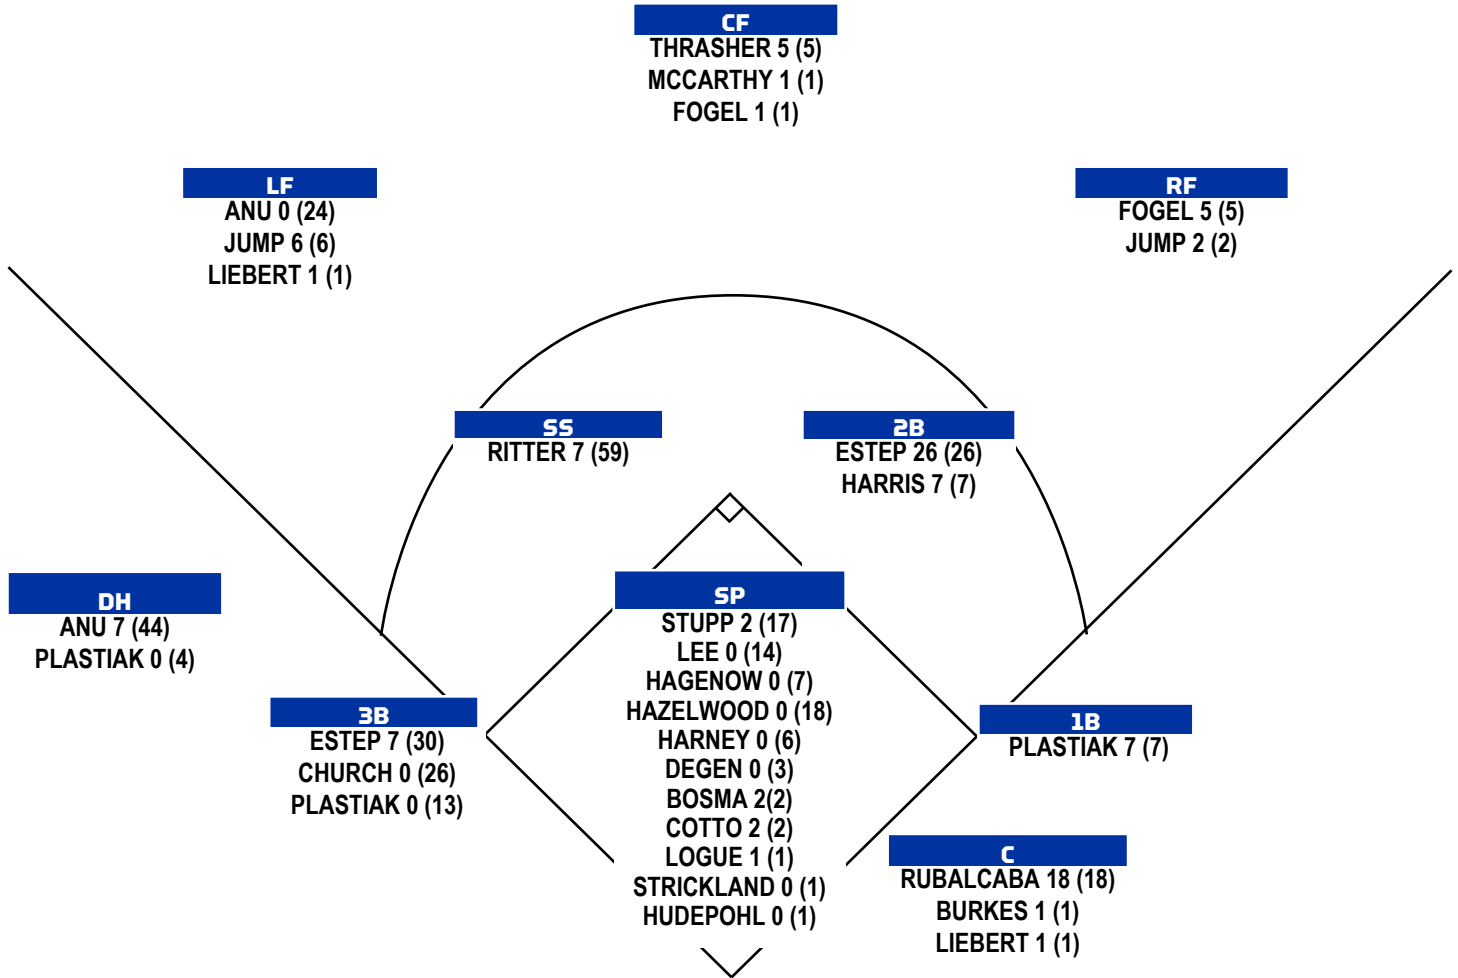 CF
THRASHER 5 (5)
MCCARTHY 1 (1)
FOGEL 1 (1)
LF
ANU 0 (24)
JUMP 6 (6)
LIEBERT 1 (1)
RF
FOGEL 5 (5)
JUMP 2 (2)
SS
RITTER 7 (59)
2B
ESTEP 26 (26)
HARRIS 7 (7)
DH
ANU 7 (44)
PLASTIAK 0 (4)
SP
STUPP 2 (17)
LEE 0 (14)
HAGENOW 0 (7)
HAZELWOOD 0 (18)
HARNEY 0 (6)
DEGEN 0 (3)
BOSMA 2(2)
COTTO 2 (2)
LOGUE 1 (1)
STRICKLAND 0 (1)
HUDEPOHL 0 (1)
3B
ESTEP 7 (30)
CHURCH 0 (26)
PLASTIAK 0 (13)
1B
PLASTIAK 7 (7)
C
RUBALCABA 18 (18)
BURKES 1 (1)
LIEBERT 1 (1)